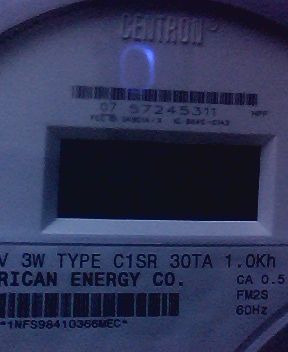 CENTRON
07 57245311
V 3W TYPE C1SR 30TA 1.0Kh
RICAN ENERGY CO.
CA 0.5
FM2S
60Hz
*1NFS98410366MEC*